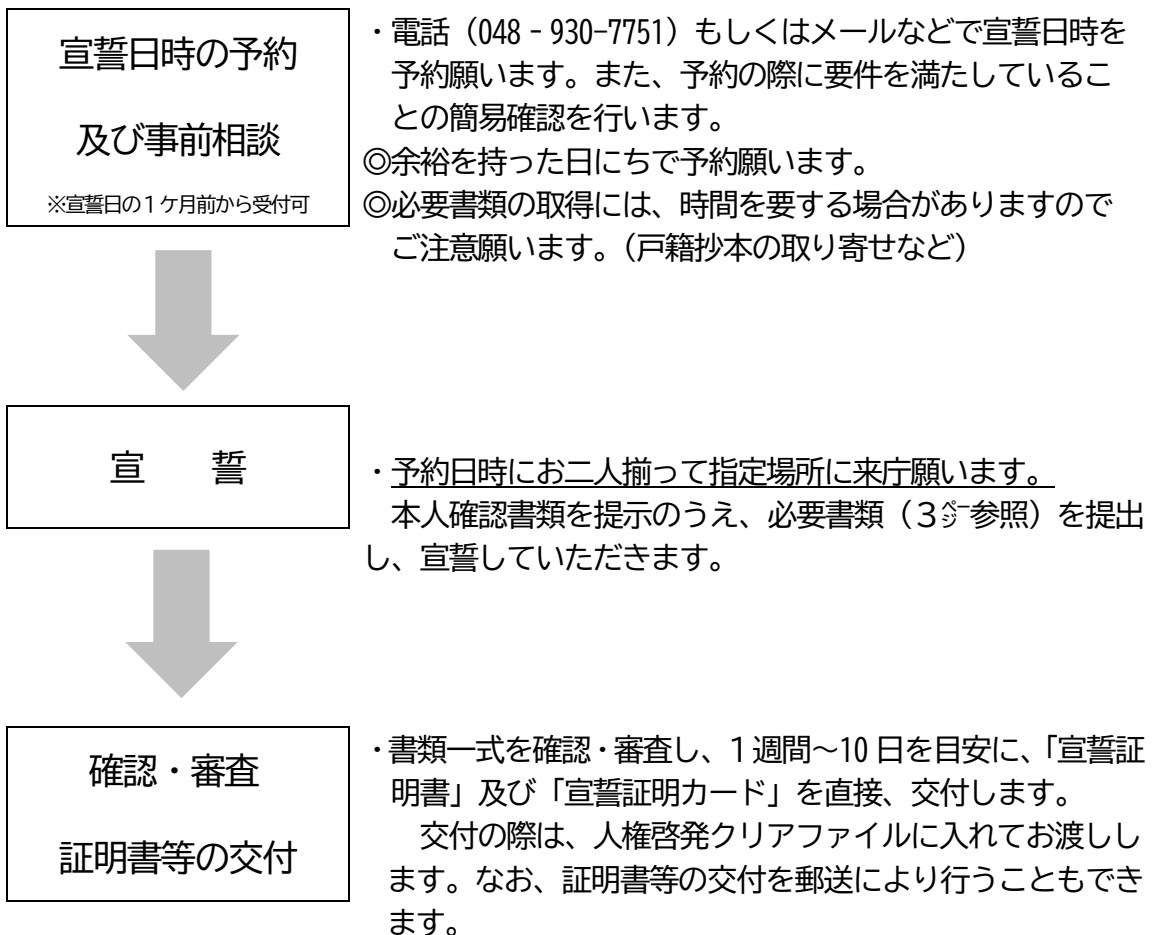 宣誓日時の予約
及び事前相談
※宣誓日の1ケ月前から受付可
・電話（048‐930-7751）もしくはメールなどで宣誓日時を
予約願います。また、予約の際に要件を満たしているこ
との簡易確認を行います。
◎余裕を持った日にちで予約願います。
◎必要書類の取得には、時間を要する場合がありますので
ご注意願います。（戸籍抄本の取り寄せなど）
宣　　誓
・予約日時にお二人揃って指定場所に来庁願います。
本人確認書類を提示のうえ、必要書類（３㌻参照）を提出
し、宣誓していただきます。
確認・審査
証明書等の交付
・書類一式を確認・審査し、１週間～10日を目安に、「宣誓証
明書」及び「宣誓証明カード」を直接、交付します。
交付の際は、人権啓発クリアファイルに入れてお渡しし
ます。なお、証明書等の交付を郵送により行うこともでき
ます。